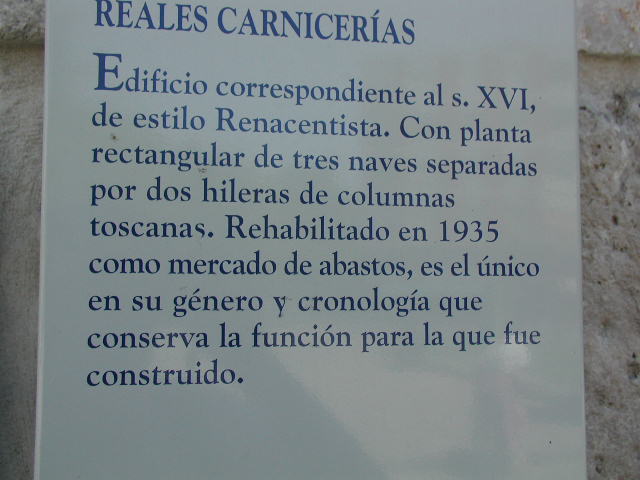 REALES CARNICERÍAS
Edificio correspondiente al s. XVI,
de estilo Renacentista. Con planta
rectangular de tres naves separadas
por dos hileras de columnas
toscanas. Rehabilitado en 1935
como mercado de abastos, es el único
en su género y cronología que
conserva la función para la que fue
construido.